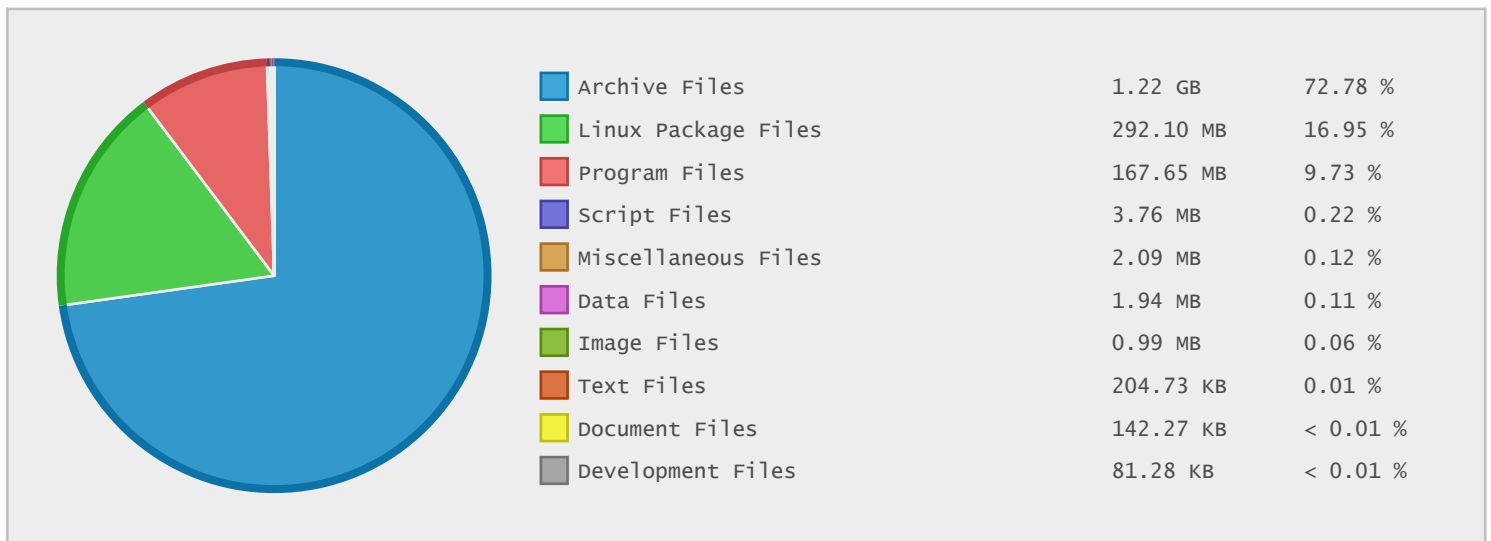 Archive Files 1.22 GB 72.78 %
Linux Package Files 292.10 MB 16.95 %
Program Files 167.65 MB 9.73 %
Script Files 3.76 MB 0.22 %
Miscellaneous Files 2.09 MB 0.12 %
Data Files 1.94 MB 0.11 %
Image Files 0.99 MB 0.06 %
Text Files 204.73 KB 0.01 %
Document Files 142.27 KB < 0.01 %
Development Files 81.28 KB < 0.01 %